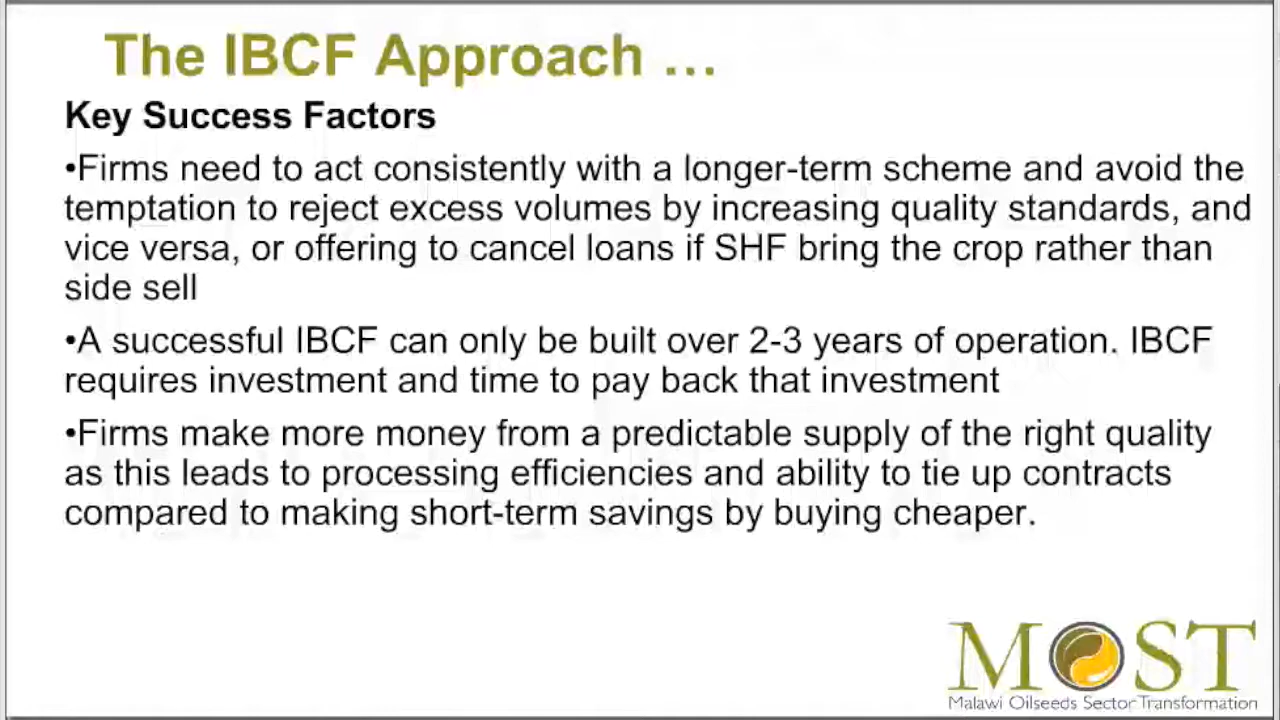 The IBCF Approach ...
Key Success Factors
•Firms need to act consistently with a longer-term scheme and avoid the
temptation to reject excess volumes by increasing quality standards, and
vice versa, or offering to cancel loans if SHF bring the crop rather than
side sell
•A successful IBCF can only be built over 2-3 years of operation. IBCF
requires investment and time to pay back that investment
•Firms make more money from a predictable supply of the right quality
as this leads to processing efficiencies and ability to tie up contracts
compared to making short-term savings by buying cheaper.
MOST
Malawi Oilseeds Sector Transformation